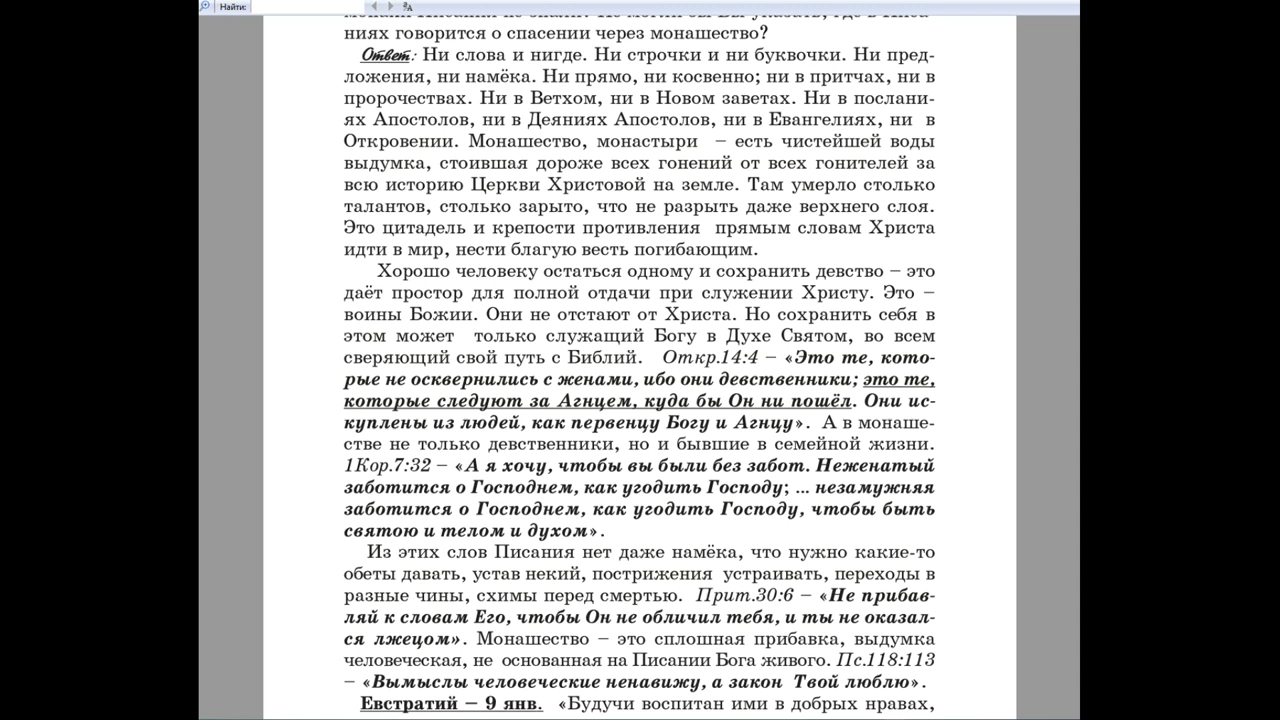 Найти:
ниях говорится о спасении через монашество?
Ответ: Ни слова и нигде. Ни строчки и ни буквочки. Ни пред-
ложения, ни намёка. Ни прямо, ни косвенно; ни в притчах, ни в
пророчествах. Ни в Ветхом, ни в Новом заветах. Ни в послани-
ях Апостолов, ни в Деяниях Апостолов, ни в Евангелиях, ни в
Откровении. Монашество, монастыри – есть чистейшей воды
выдумка, стоившая дороже всех гонений от всех гонителей за
всю историю Церкви Христовой на земле. Там умерло столько
талантов, столько зарыто, что не разрыть даже верхнего слоя.
Это цитадель и крепости противления прямым словам Христа
идти в мир, нести благую весть погибающим.
Хорошо человеку остаться одному и сохранить девство – это
даёт простор для полной отдачи при служении Христу. Это –
воины Божии. Они не отстают от Христа. Но сохранить себя в
этом может только служащий Богу в Духе Святом, во всем
сверяющий свой путь с Библий. Откр.14:4 – «Это те, кото-
рые не осквернились с женами, ибо они девственники; это те,
которые следуют за Агнцем, куда бы Он ни пошёл. Они ис-
куплены из людей, как первенцу Богу и Агнцу». А в монаше-
стве не только девственники, но и бывшие в семейной жизни.
1Кор.7:32 – «А я хочу, чтобы вы были без забот. Неженатый
заботится о Господнем, как угодить Господу; ... незамужняя
заботится о Господнем, как угодить Господу, чтобы быть
святою и телом и духом».
Из этих слов Писания нет даже намёка, что нужно какие-то
обеты давать, устав некий, пострижения устраивать, переходы в
разные чины, схимы перед смертью. Прит.30:6 – «Не прибав-
ляй к словам Его, чтобы Он не обличил тебя, и ты не оказал-
ся лжецом». Монашество – это сплошная прибавка, выдумка
человеческая, не основанная на Писании Бога живого. Пс.118:113
– «Вымыслы человеческие ненавижу, а закон Твой люблю».
Евстратий – 9 янв. «Будучи воспитан ими в добрых нравах,